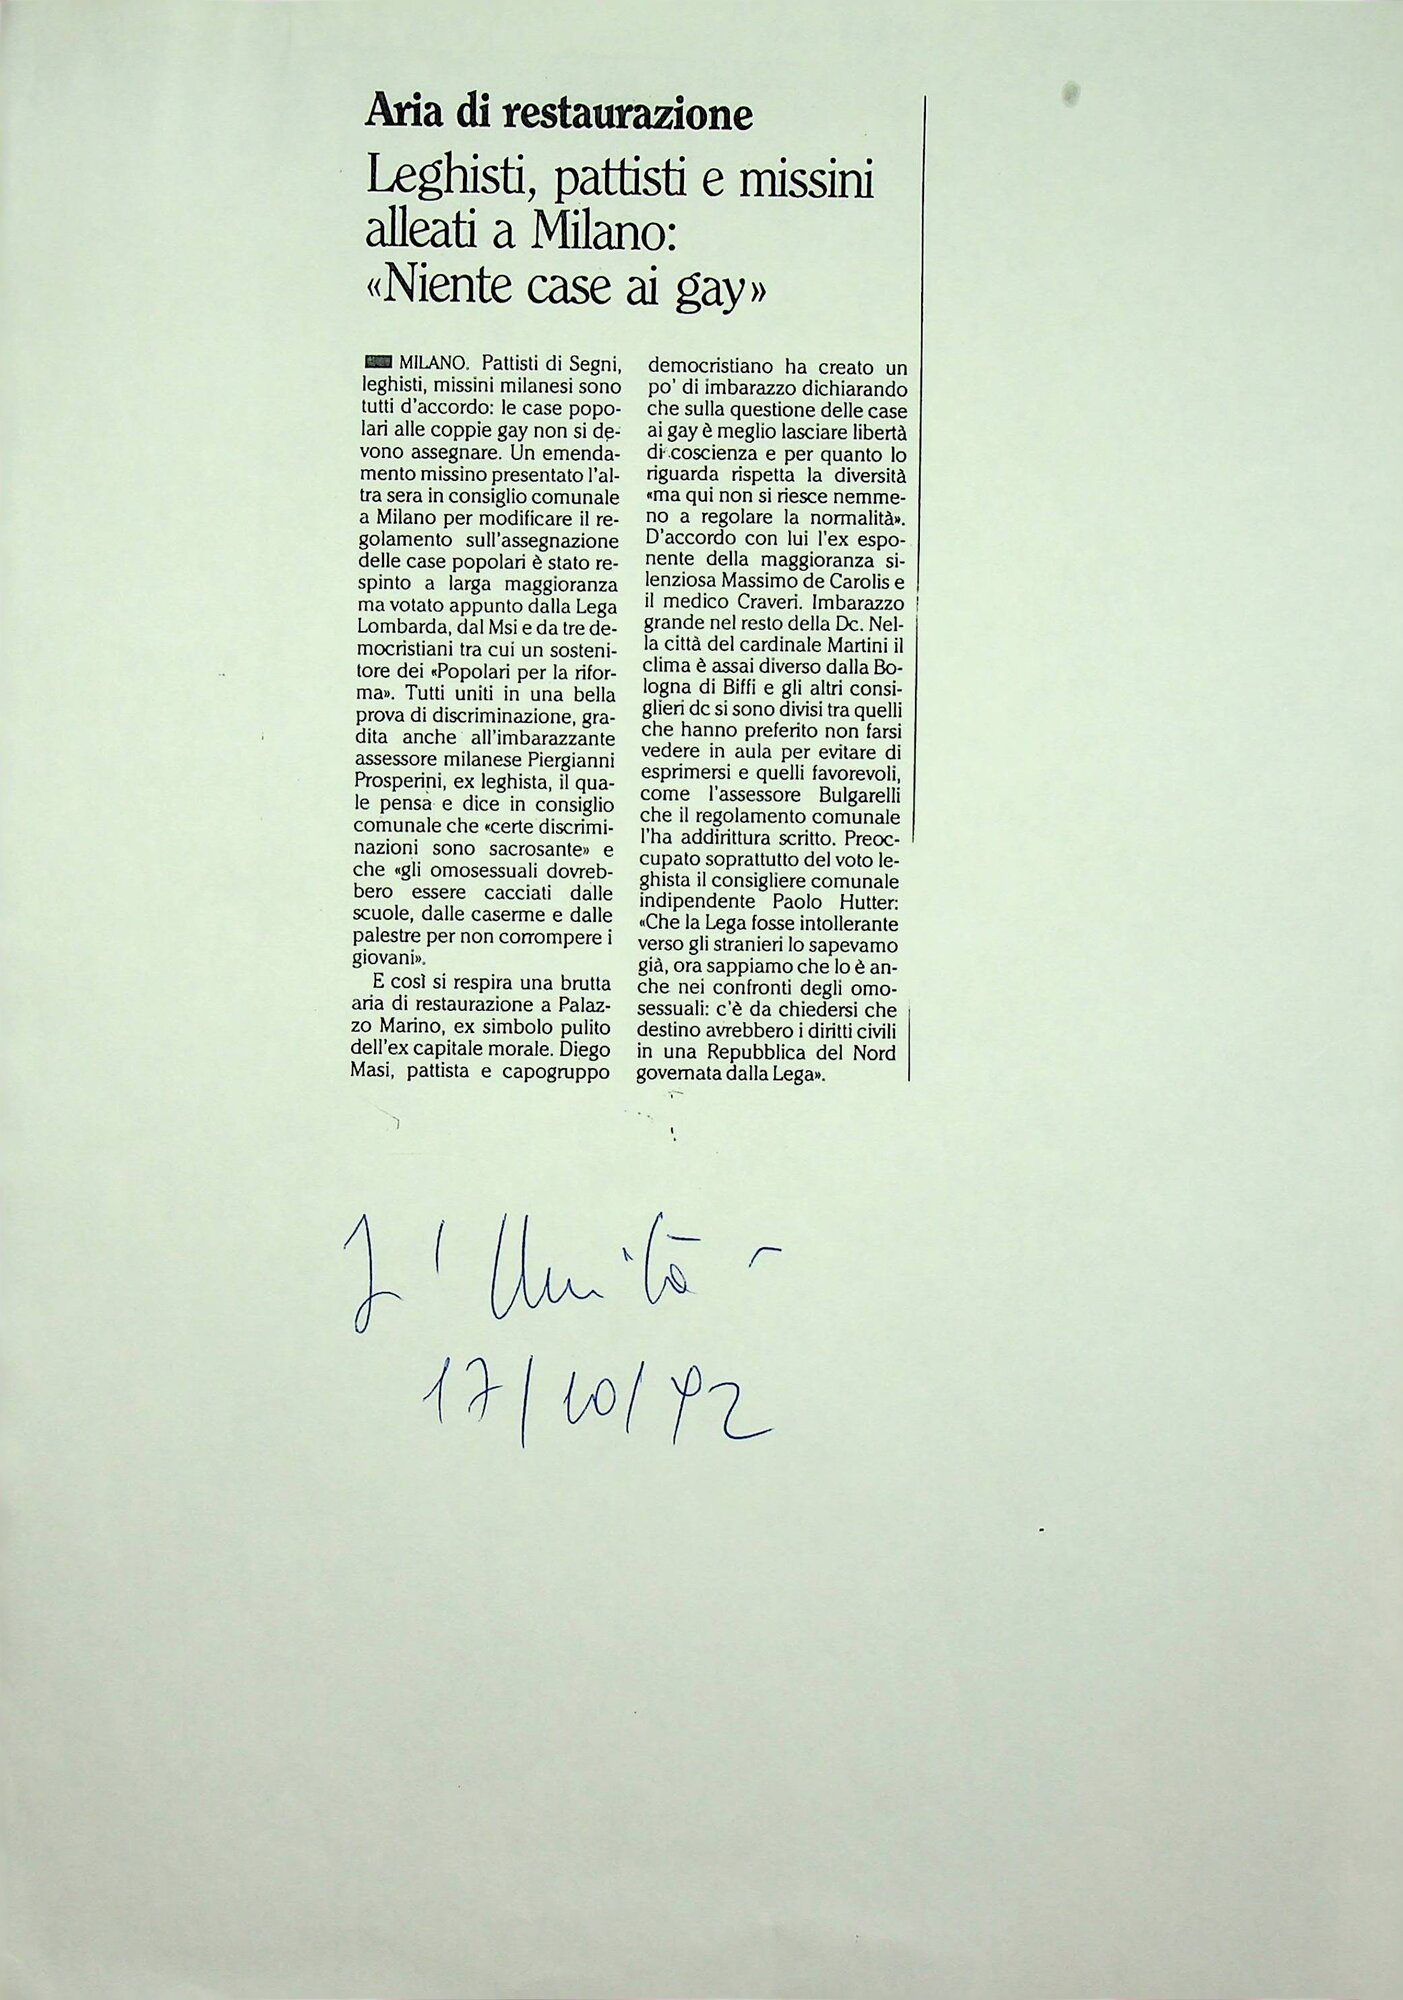 Aria di restaurazione
Leghisti, pattisti e missini
alleati a Milano:
«Niente case ai gay»
MILANO. Pattisti di Segni,
leghisti, missini milanesi sono
tutti d'accordo: le case popo-
lari alle coppie gay non si de-
vono assegnare. Un emenda-
mento missino presentato l'al-
tra sera in consiglio comunale
a Milano per modificare il re-
golamento sull'assegnazione
delle case popolari è stato re-
spinto a larga maggioranza
ma votato appunto dalla Lega
Lombarda, dal Msi e da tre de-
mocristiani tra cui un sosteni-
tore dei «Popolari per la rifor-
ma». Tutti uniti in una bella
prova di discriminazione, gra-
dita anche all'imbarazzante
assessore milanese Piergianni
Prosperini, ex leghista, il qua-
le pensa e dice in consiglio
comunale che «certe discrimi-
nazioni sono sacrosante» e
che «gli omosessuali dovreb-
bero essere cacciati dalle
scuole, dalle caserme e dalle
palestre per non corrompere i
giovani».
E così si respira una brutta
aria di restaurazione a Palaz-
zo Marino, ex simbolo pulito
dell'ex capitale morale. Diego
Masi, pattista e capogruppo
democristiano ha creato un
po' di imbarazzo dichiarando
che sulla questione delle case
ai gay è meglio lasciare libertà
di coscienza e per quanto lo
riguarda rispetta la diversità
«ma qui non si riesce nemme-
no a regolare la normalità».
D'accordo con lui l'ex espo-
nente della maggioranza si-
lenziosa Massimo de Carolis e
il medico Craveri. Imbarazzo
grande nel resto della Dc. Nel-
la città del cardinale Martini il
clima è assai diverso dalla Bo-
logna di Biffi e gli altri consi-
glieri dc si sono divisi tra quelli
che hanno preferito non farsi
vedere in aula per evitare di
esprimersi e quelli favorevoli,
come l'assessore Bulgarelli
che il regolamento comunale
l'ha addirittura scritto. Preoc-
cupato soprattutto del voto le-
ghista il consigliere comunale
indipendente Paolo Hutter:
«Che la Lega fosse intollerante
verso gli stranieri lo sapevamo
già, ora sappiamo che lo è an-
che nei confronti degli omo-
sessuali: c'è da chiedersi che
destino avrebbero i diritti civili
in una Repubblica del Nord
governata dalla Lega».
L'Unità -
17/10/92